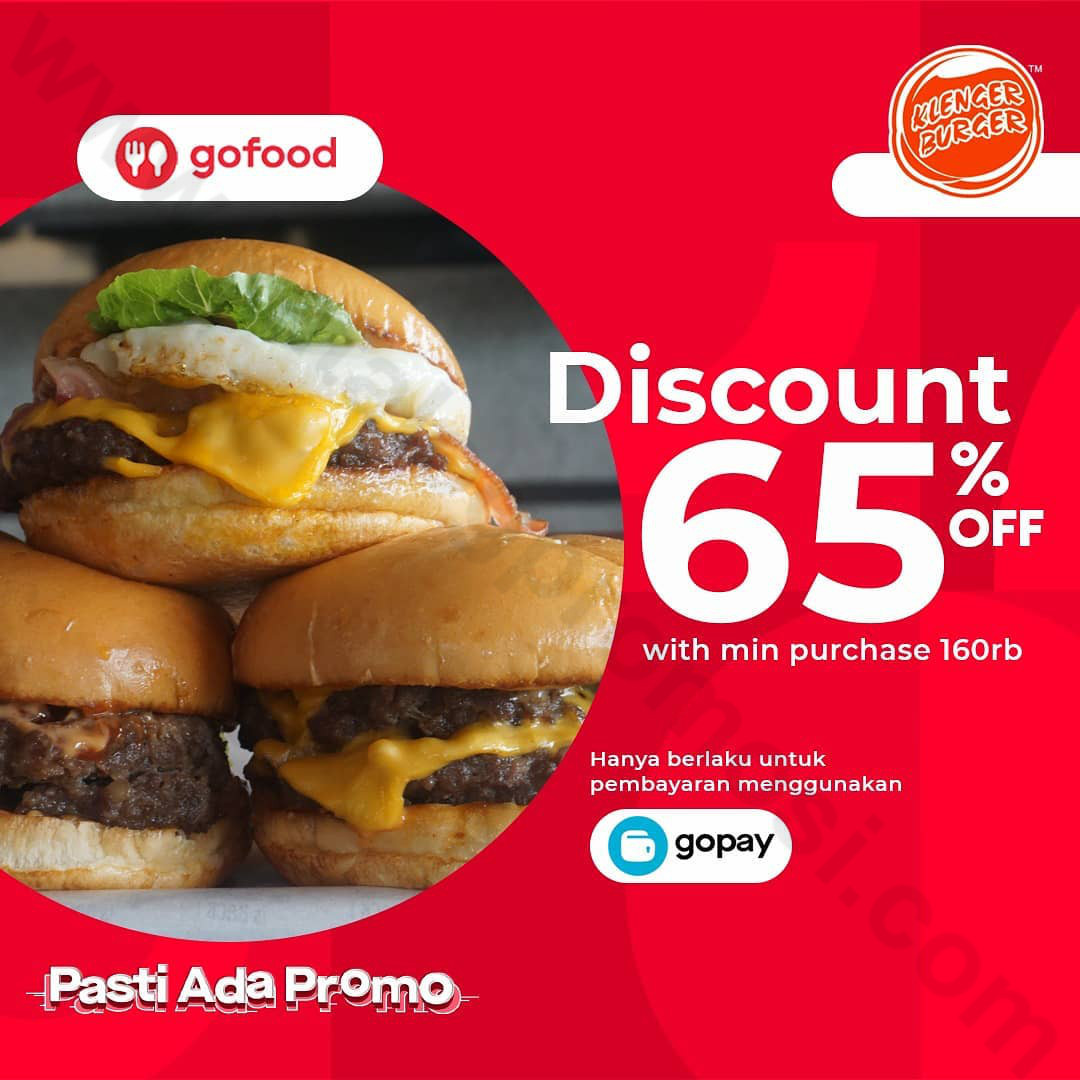 gofood
KLENGER
BURGER
TM
Discount
65
%
OFF
with min purchase 160rb
Hanya berlaku untuk
pembayaran menggunakan
gopay
Pasti Ada Promo